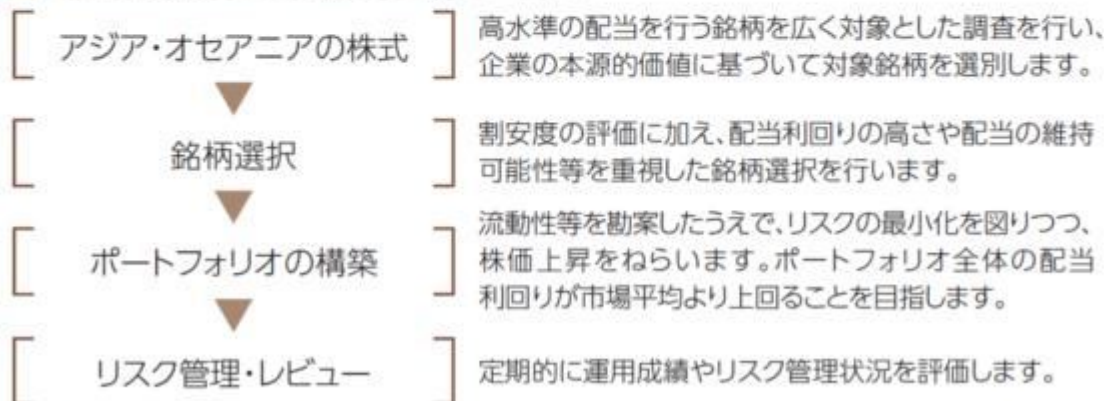 アジア・オセアニアの株式
高水準の配当を行う銘柄を広く対象とした調査を行い、
企業の本源的価値に基づいて対象銘柄を選別します。
銘柄選択
割安度の評価に加え、配当利回りの高さや配当の維持
可能性等を重視した銘柄選択を行います。
ポートフォリオの構築
流動性等を勘案したうえで、リスクの最小化を図りつつ、
株価上昇をねらいます。ポートフォリオ全体の配当
利回りが市場平均より上回ることを目指します。
リスク管理・レビュー
定期的に運用成績やリスク管理状況を評価します。